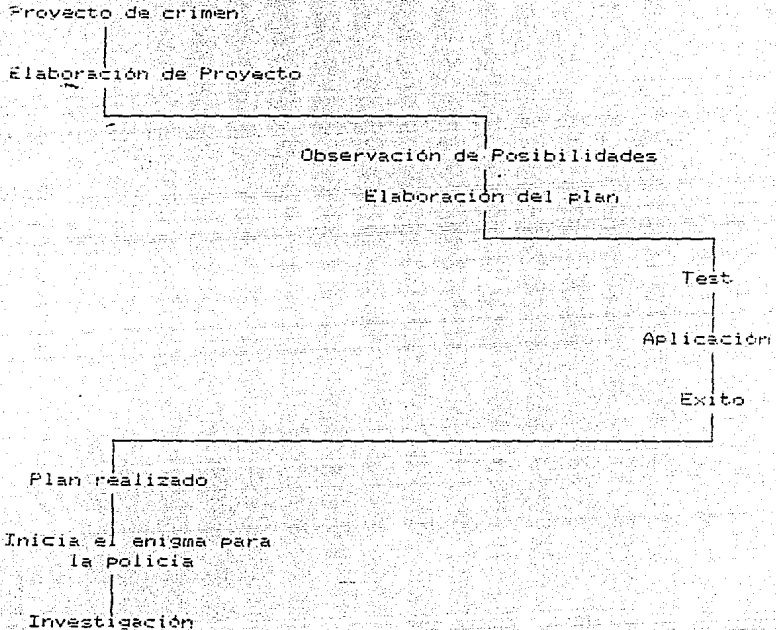 Proyecto de crimen
Elaboración de Proyecto
Observación de Posibilidades
Elaboración del plan
Test
Aplicación
Exito
Plan realizado
Inicia el enigma para
la policía
Investigación